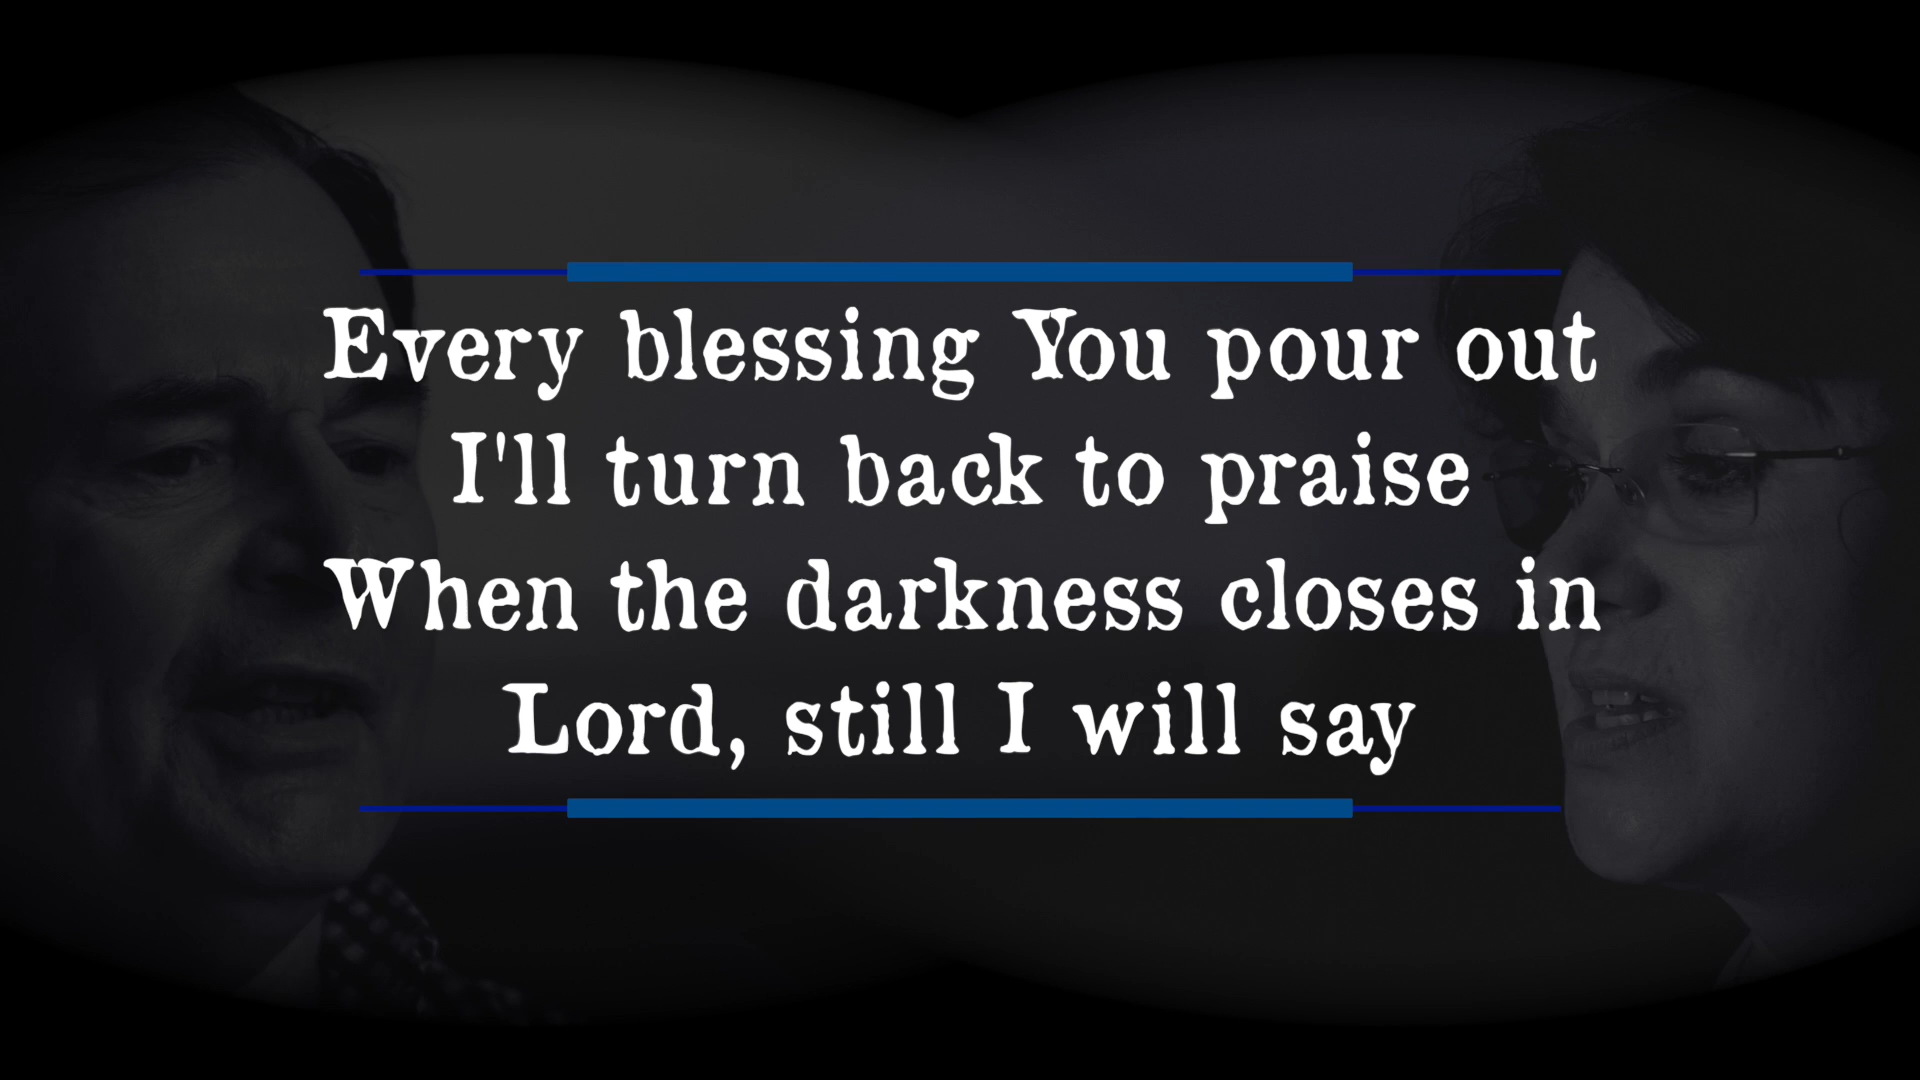 Every blessing You pour out
I'll turn back to praise
When the darkness closes in
Lord, still I will say